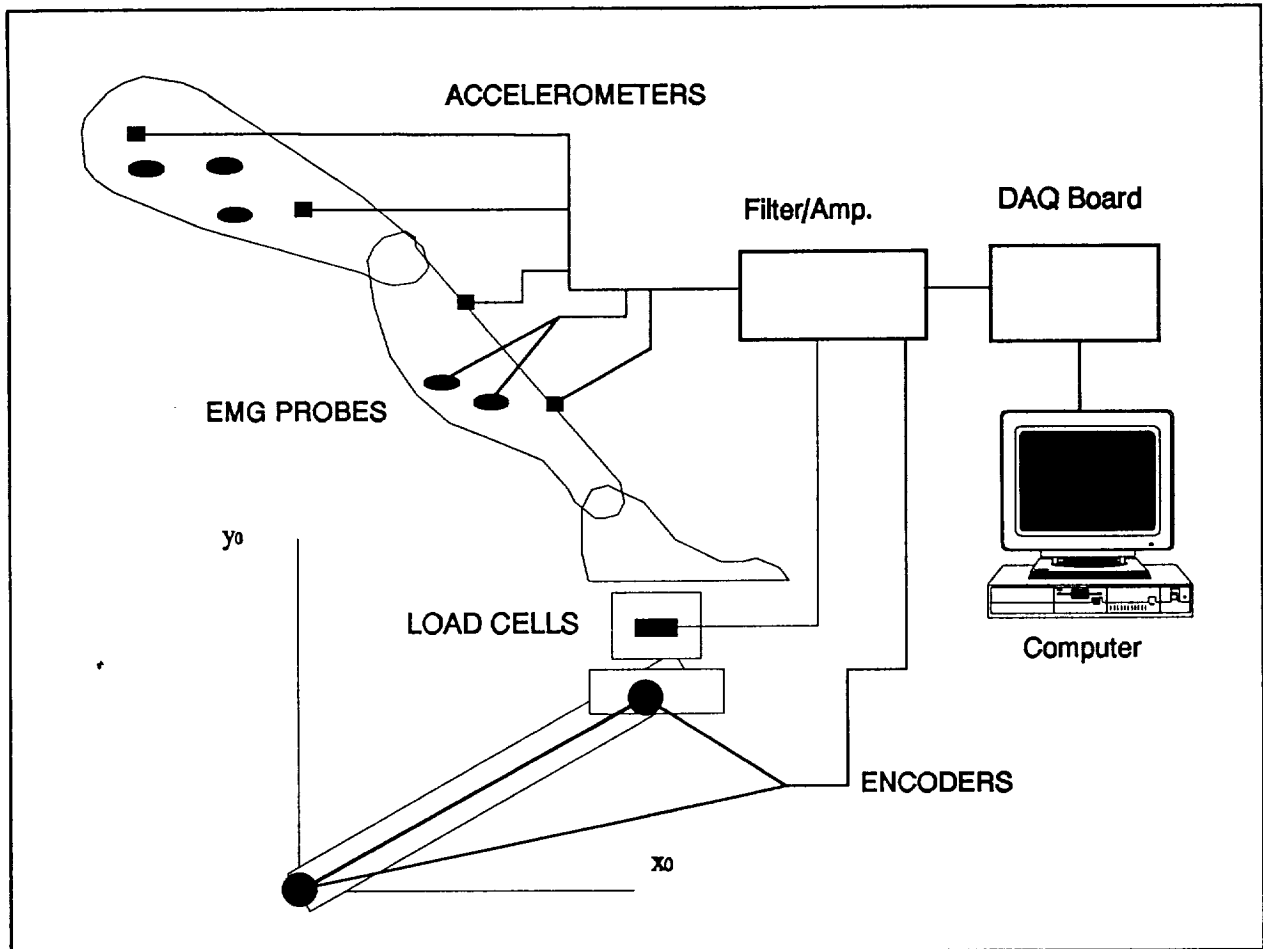 ACCELEROMETERS
Filter/Amp.
DAQ Board
EMG PROBES
y0
LOAD CELLS
Computer
ENCODERS
x0